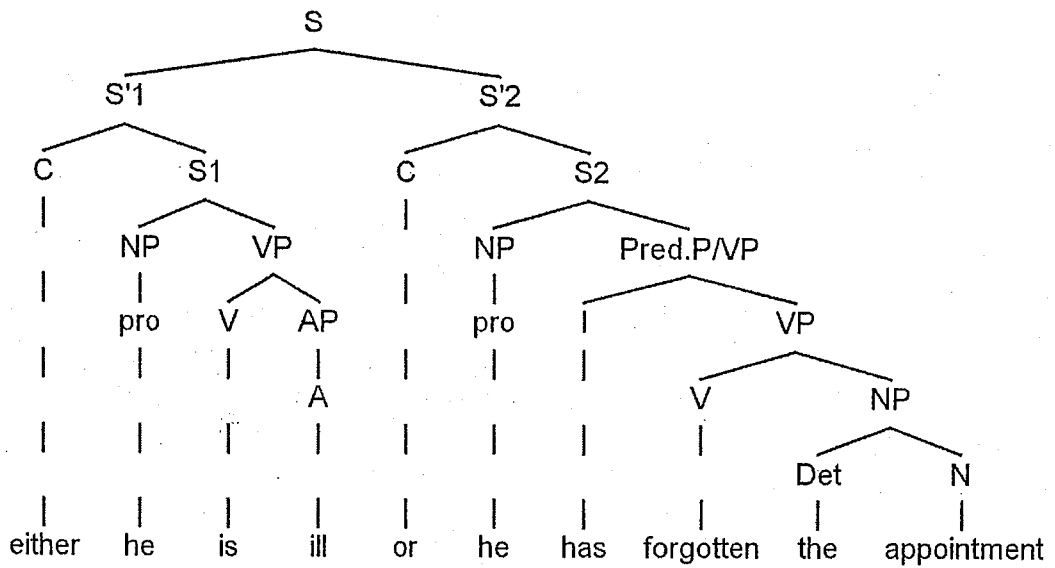 S
S'1 S'2
C S1 C S2
NP VP NP Pred.P/VP
pro V AP pro I VP
A V NP
Det N
either he is ill or he has forgotten the appointment